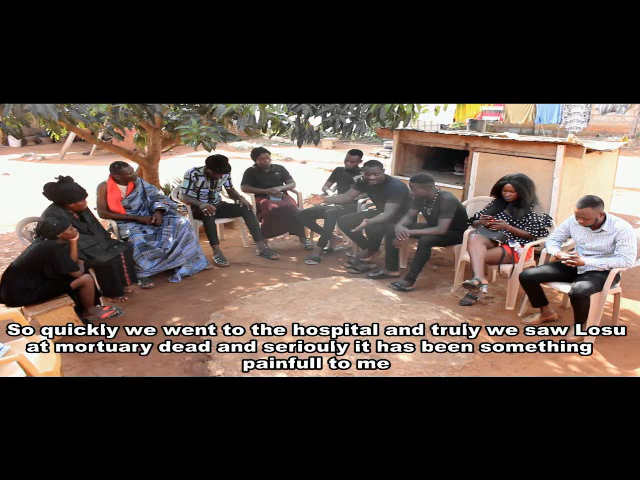 So quickly we went to the hospital and truly we saw Losu
at mortuary dead and seriouly it has been something
painfull to me